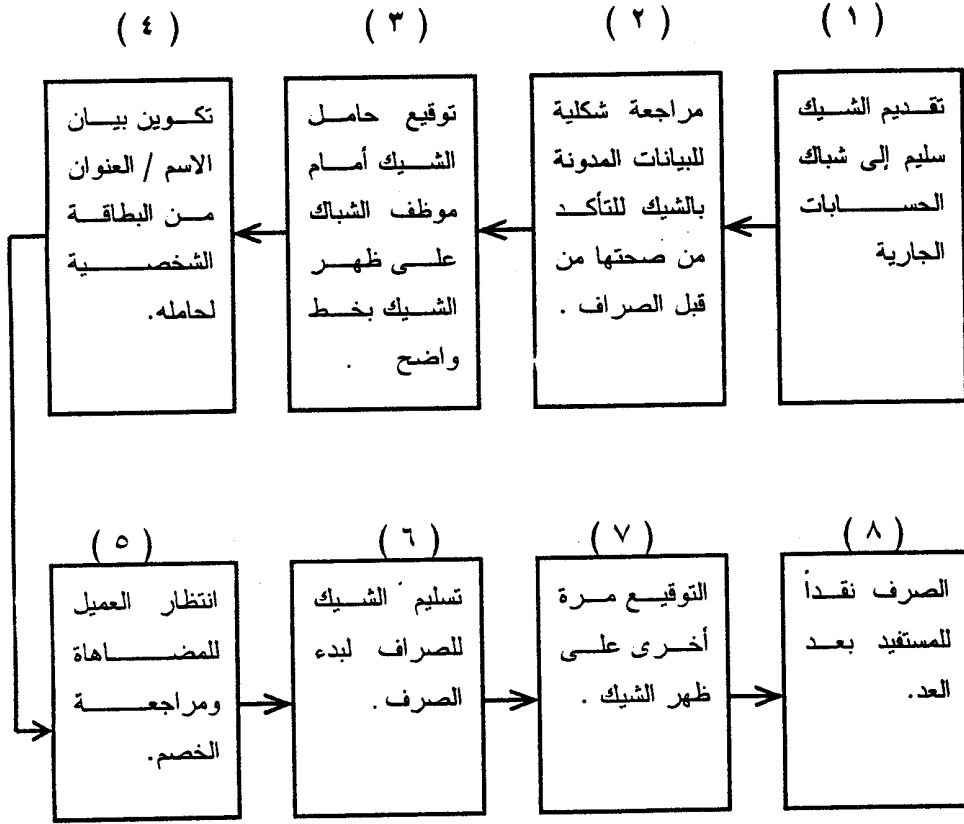 ( ١ )
تقديم الشيك
سليم إلى شباك
الحسابات
الجارية
( ٢ )
مراجعة شكلية
للبيانات المدونة
بالشيك للتأكد
من صحتها من
قبل الصراف .
( ٣ )
توقيع حامل
الشيك أمام
موظف الشباك
على ظهر
الشيك بخط
واضح .
( ٤ )
تكوين بيان
الاسم / العنوان
من البطاقة
الشخصية
لحامله.
( ٥ )
انتظار العميل
للمضاهاة
ومراجعة
الخصم.
( ٦ )
تسليم الشيك
للصراف لبدء
الصرف .
( ٧ )
التوقيع مرة
أخرى على
ظهر الشيك .
( ٨ )
الصرف نقداً
للمستفيد بعد
العد.